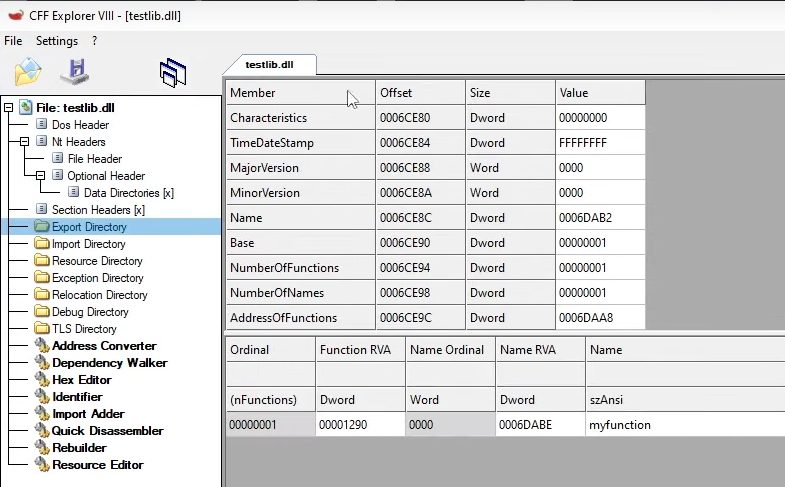 CFF Explorer VIII - [testlib.dll]
File Settings ?
testlib.dll
File: testlib.dll
Dos Header
Nt Headers
File Header
Optional Header
Data Directories [x]
Section Headers [x]
Export Directory
Import Directory
Resource Directory
Exception Directory
Relocation Directory
Debug Directory
TLS Directory
Address Converter
Dependency Walker
Hex Editor
Identifier
Import Adder
Quick Disassembler
Rebuilder
Resource Editor
Member Offset Size Value
Characteristics 0006CE80 Dword 00000000
TimeDateStamp 0006CE84 Dword FFFFFFFF
MajorVersion 0006CE88 Word 0000
MinorVersion 0006CE8A Word 0000
Name 0006CE8C Dword 0006DAB2
Base 0006CE90 Dword 00000001
NumberOfFunctions 0006CE94 Dword 00000001
NumberOfNames 0006CE98 Dword 00000001
AddressOfFunctions 0006CE9C Dword 0006DAA8
Ordinal Function RVA Name Ordinal Name RVA Name
(nFunctions) Dword Word Dword szAnsi
00000001 00001290 0000 0006DABE myfunction